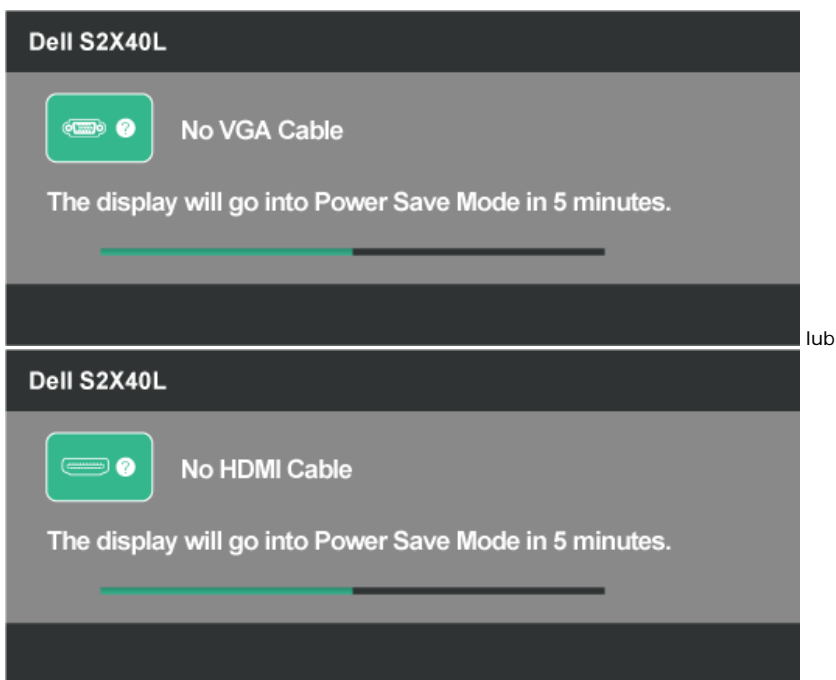 Dell S2X40L
No VGA Cable
The display will go into Power Save Mode in 5 minutes.
lub
Dell S2X40L
No HDMI Cable
The display will go into Power Save Mode in 5 minutes.